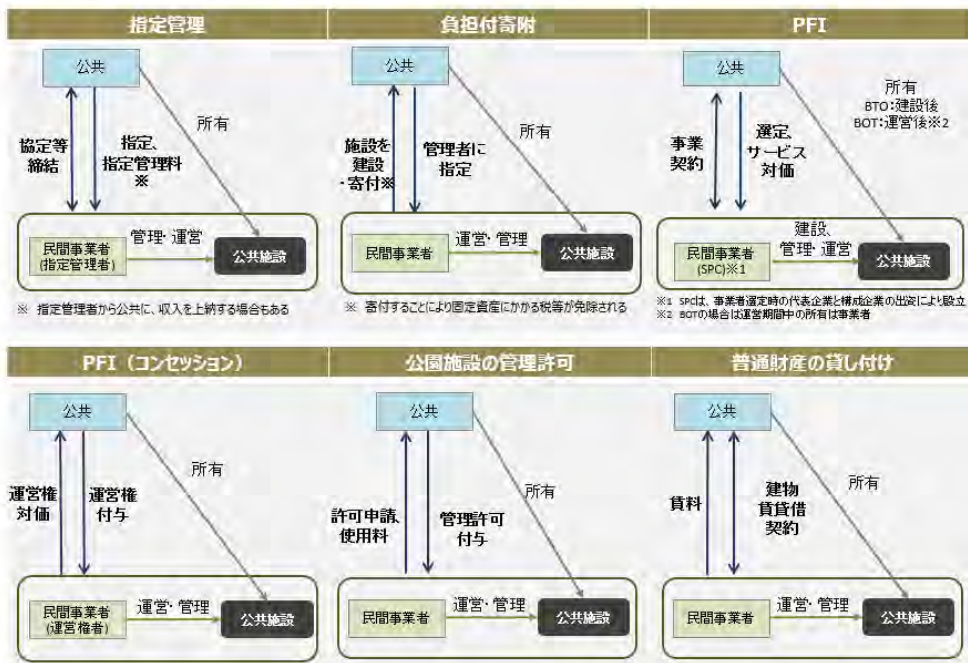 指定管理
公共
協定等
締結
指定、
指定管理料
※
所有
民間事業者
(指定管理者)
管理・運営
公共施設
※ 指定管理者から公共に、収入を上納する場合もある
負担付寄附
公共
施設を
建設
・寄付※
管理者に
指定
所有
民間事業者
運営・管理
公共施設
※ 寄付することにより固定資産にかかる税等が免除される
PFI
公共
事業
契約
選定、
サービス
対価
所有
BTO：建設後
BOT：運営後※2
民間事業者
(SPC)※1
建設、
管理・運営
公共施設
※1 SPCは、事業者選定時の代表企業と構成企業の出資により設立
※2 BOTの場合は運営期間中の所有は事業者
PFI（コンセッション）
公共
運営権
対価
運営権
付与
所有
民間事業者
(運営権者)
運営・管理
公共施設
公園施設の管理許可
公共
許可申請、
使用料
管理許可
付与
所有
民間事業者
運営・管理
公共施設
普通財産の貸し付け
公共
賃料
建物
賃貸借
契約
所有
民間事業者
運営・管理
公共施設